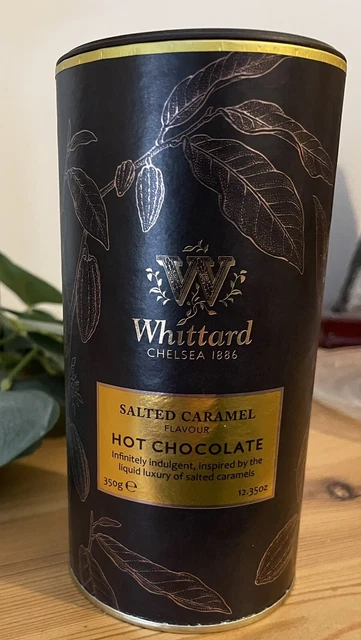 W
Whittard
CHELSEA 1886
SALTED CARAMEL
FLAVOUR
HOT CHOCOLATE
Infinitely indulgent, inspired by the
liquid luxury of salted caramels
350g ℮ 12.35oz